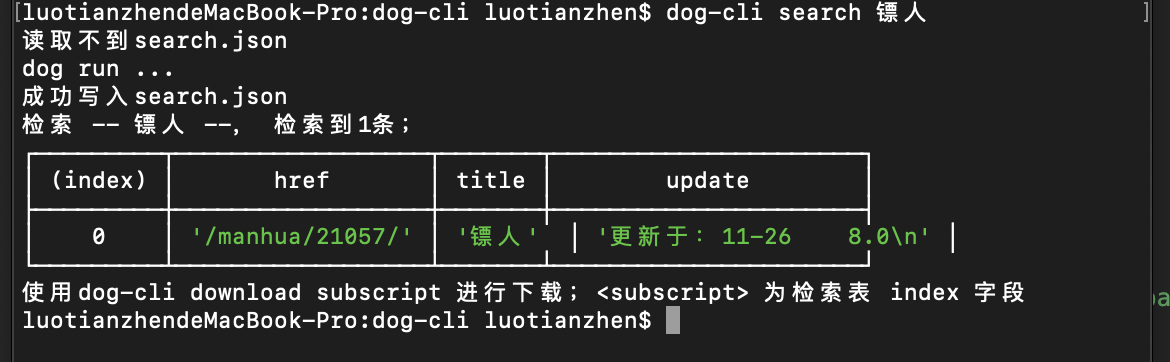 [luotianzhendeMacBook-Pro:dog-cli luotianzhen$ dog-cli search 镖人 ]
读取不到search.json
dog run ...
成功写入search.json
检索 -- 镖人 --, 检索到1条；
(index) href title update
0 '/manhua/21057/' '镖人' '更新于：11-26 8.0\n'
使用dog-cli download subscript 进行下载；<subscript> 为检索表 index 字段
luotianzhendeMacBook-Pro:dog-cli luotianzhen$